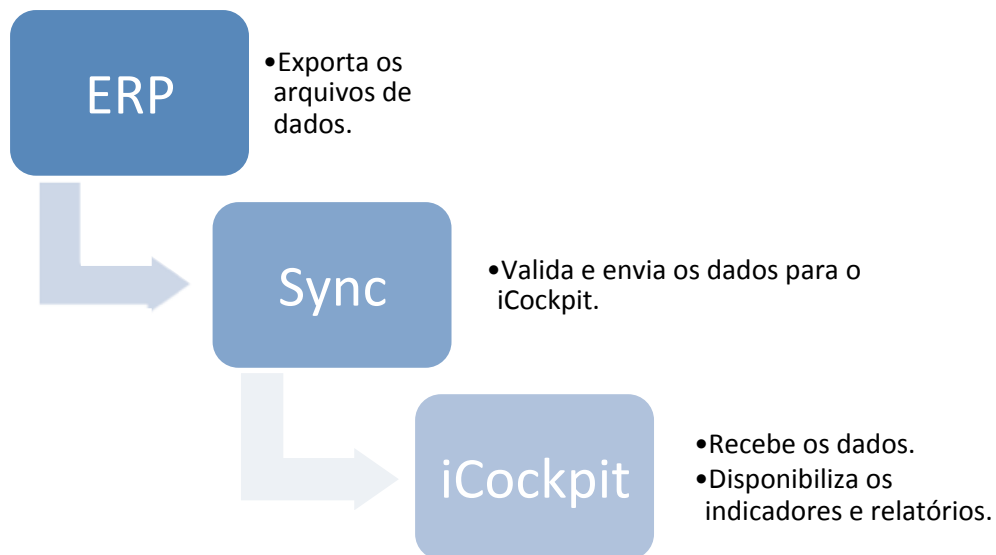 ERP
•Exporta os
arquivos de
dados.
Sync
•Valida e envia os dados para o
iCockpit.
iCockpit
•Recebe os dados.
•Disponibiliza os
indicadores e relatórios.